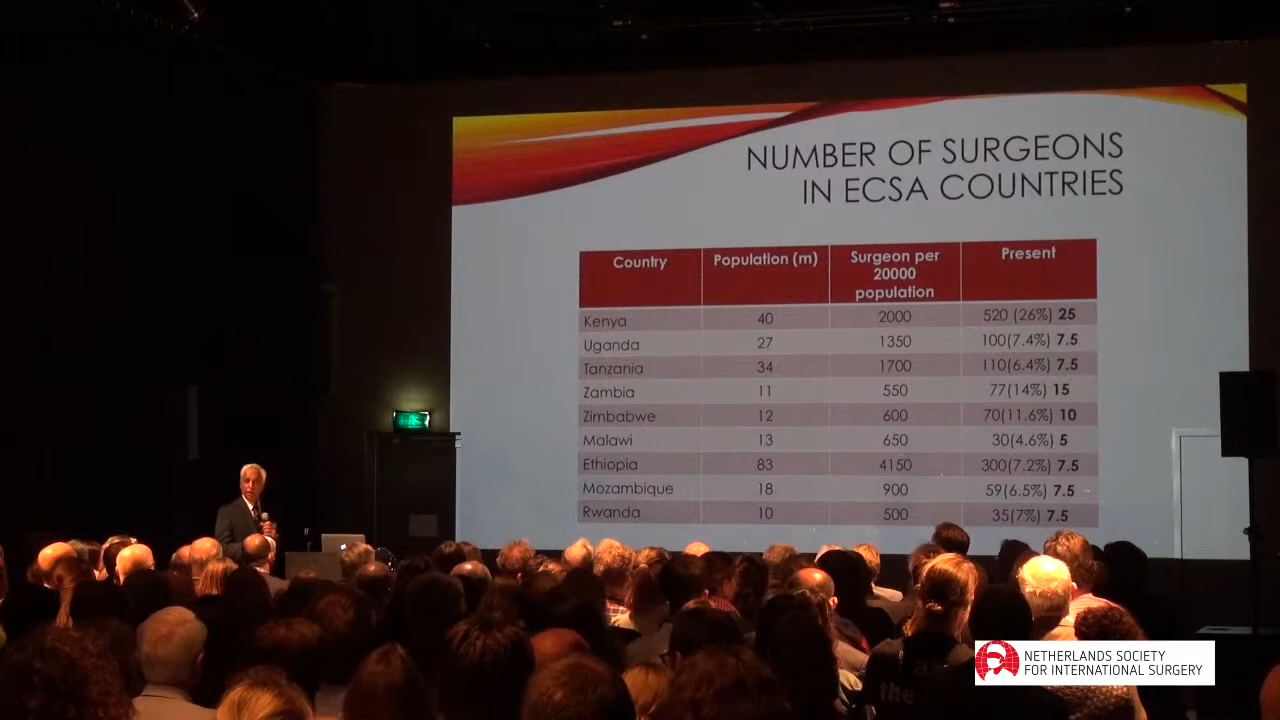 NUMBER OF SURGEONS
IN ECSA COUNTRIES
Country Population (m) Surgeon per 20000 population Present
Kenya 40 2000 520 (26%) 25
Uganda 27 1350 100(7.4%) 7.5
Tanzania 34 1700 110(6.4%) 7.5
Zambia 11 550 77(14%) 15
Zimbabwe 12 600 70(11.6%) 10
Malawi 13 650 30(4.6%) 5
Ethiopia 83 4150 300(7.2%) 7.5
Mozambique 18 900 59(6.5%) 7.5
Rwanda 10 500 35(7%) 7.5
NETHERLANDS SOCIETY
FOR INTERNATIONAL SURGERY